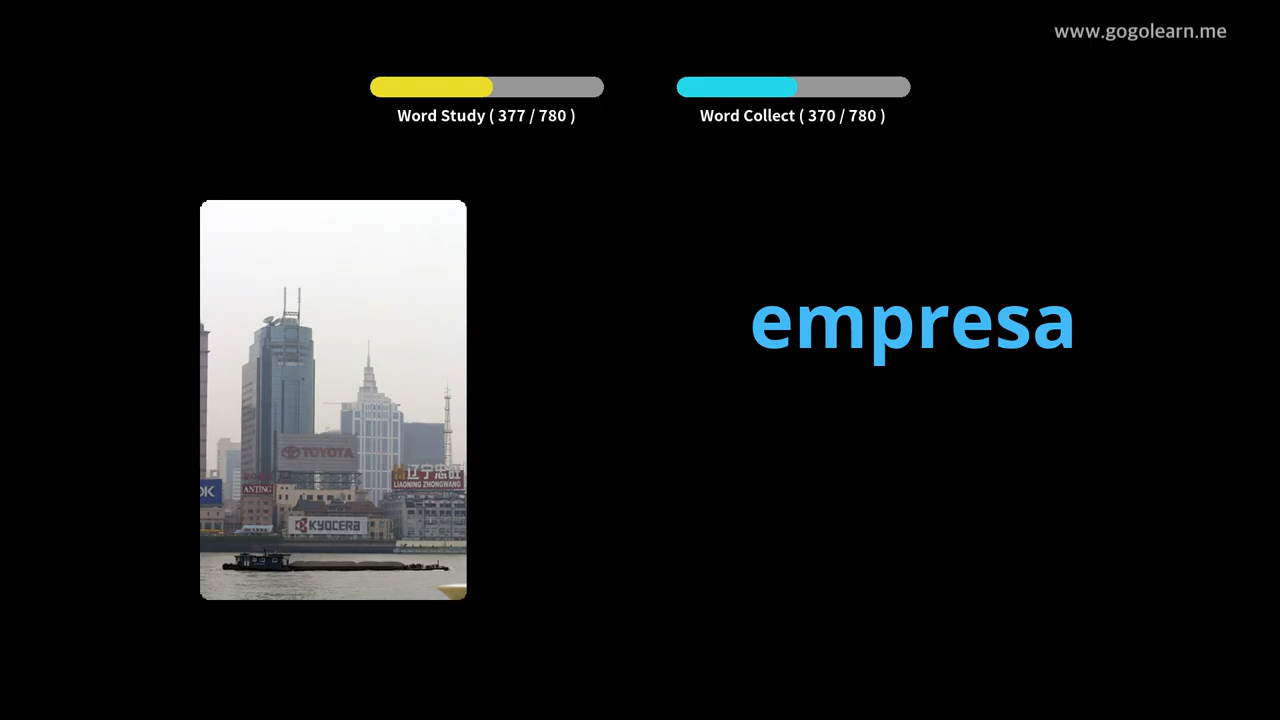 www.gogolearn.me
Word Study ( 377 / 780 )
Word Collect ( 370 / 780 )
empresa
TOYOTA
辽宁忠旺
LIAONING ZHONGWANG
OK
ANTING
KYOCERA